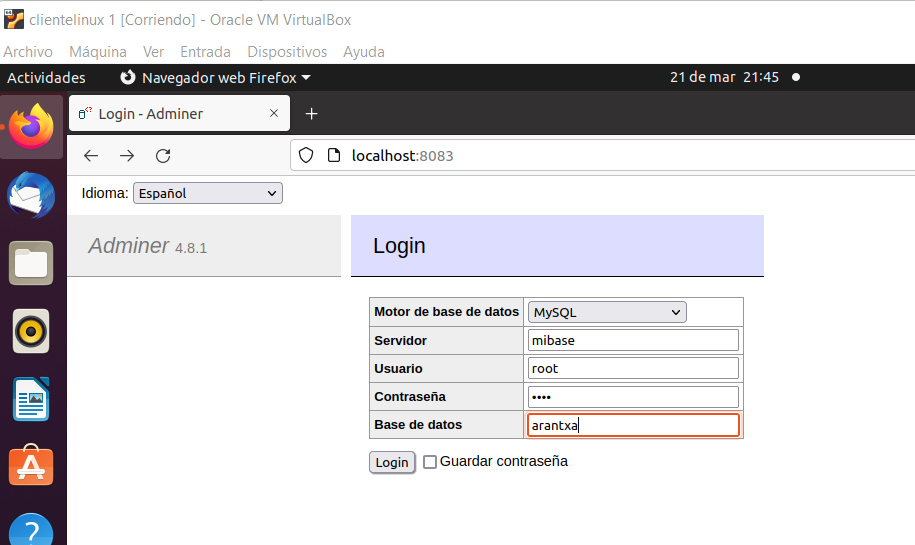 clientelinux 1 [Corriendo] - Oracle VM VirtualBox
Archivo Máquina Ver Entrada Dispositivos Ayuda
Actividades Navegador web Firefox 21 de mar 21:45
Login - Adminer
localhost:8083
Idioma: Español
Adminer 4.8.1
Login
Motor de base de datos MySQL
Servidor mibase
Usuario root
Contraseña ••••
Base de datos arantxa
Login Guardar contraseña